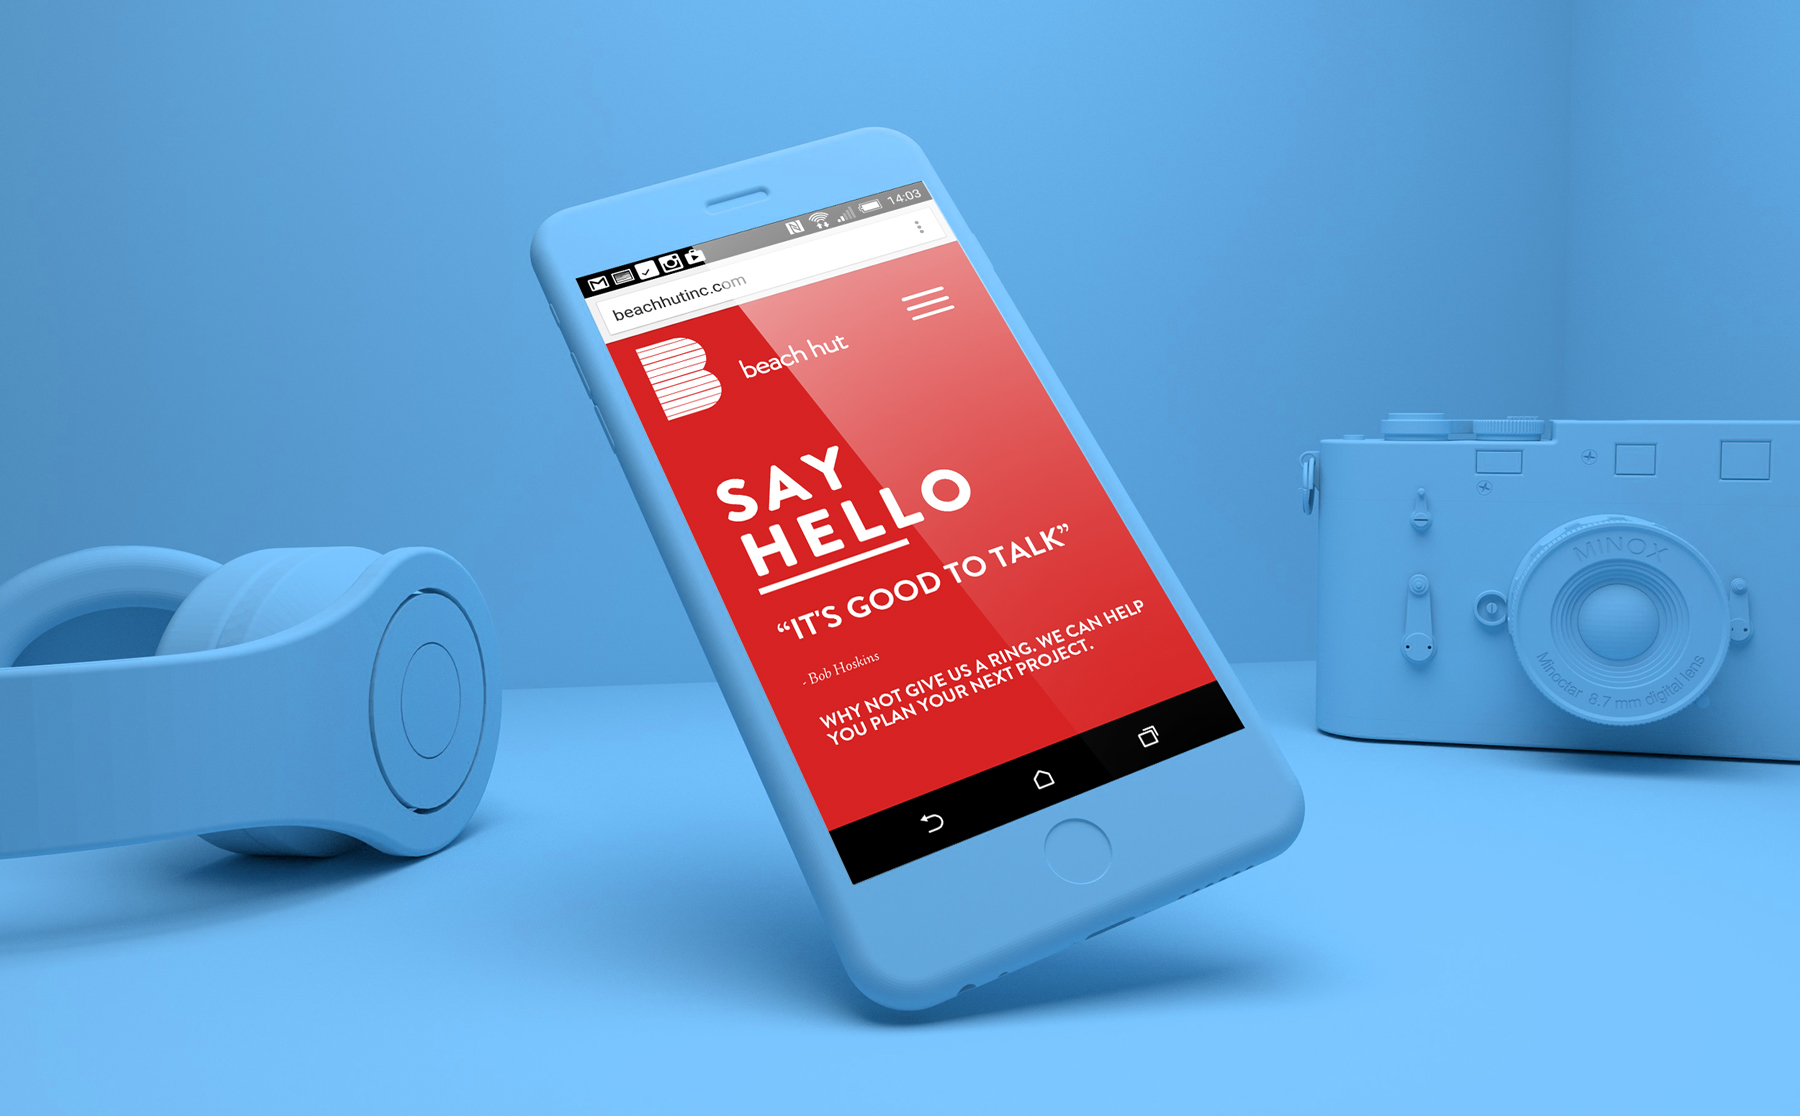 14:03
beachhutinc.com
B beach hut
SAY
HELLO
“IT'S GOOD TO TALK”
- Bob Hoskins
WHY NOT GIVE US A RING. WE CAN HELP
YOU PLAN YOUR NEXT PROJECT.
MINOX
Minoctar 8.7 mm digital lens